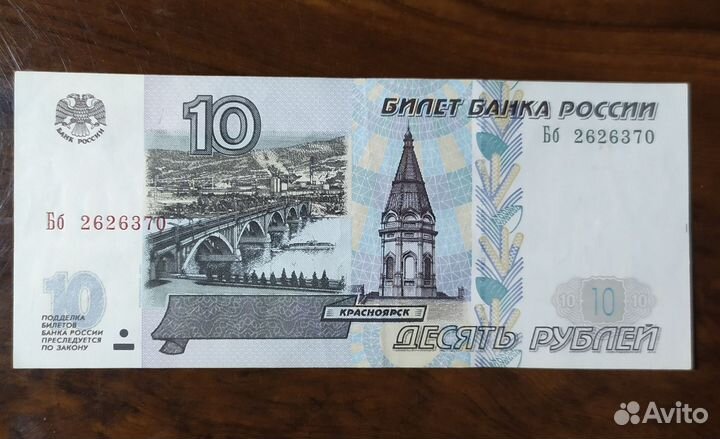 10
БИЛЕТ БАНКА РОССИИ
Бб 2626370
БАНК РОССИИ
Бб 2626370
10
КРАСНОЯРСК
10 10 10
ПОДДЕЛКА
БИЛЕТОВ
БАНКА РОССИИ
ПРЕСЛЕДУЕТСЯ
ПО ЗАКОНУ
ДЕСЯТЬ РУБЛЕЙ
Avito